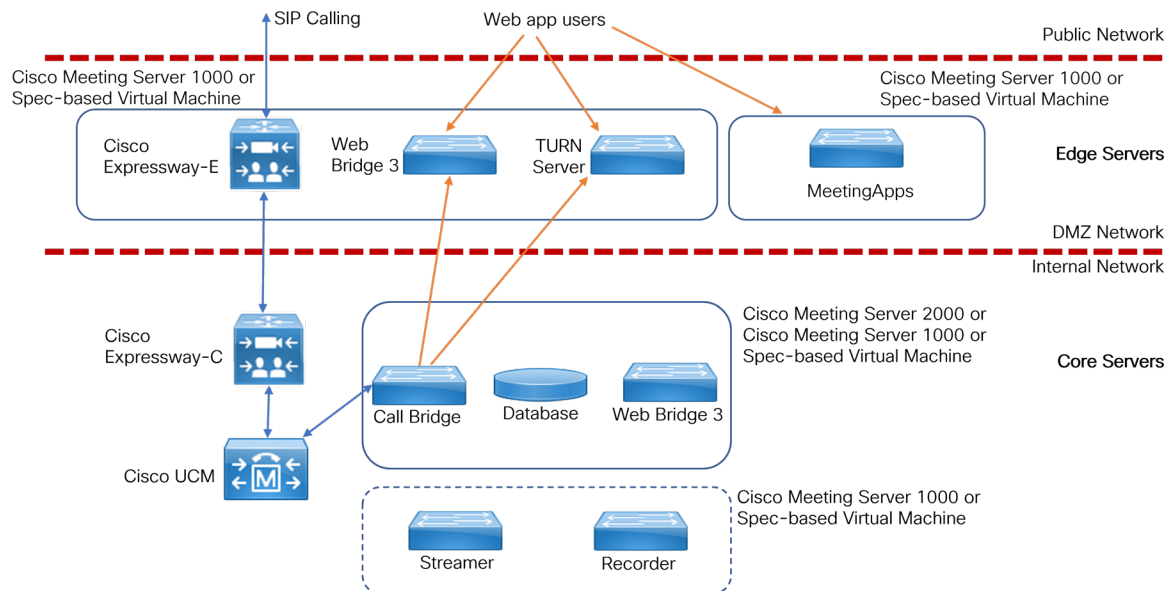 SIP Calling
Web app users
Public Network
Cisco Meeting Server 1000 or
Spec-based Virtual Machine
Cisco Meeting Server 1000 or
Spec-based Virtual Machine
Cisco
Expressway-E
Web
Bridge 3
TURN
Server
MeetingApps
Edge Servers
DMZ Network
Internal Network
Cisco
Expressway-C
Cisco Meeting Server 2000 or
Cisco Meeting Server 1000 or
Spec-based Virtual Machine
Core Servers
Call Bridge
Database
Web Bridge 3
Cisco UCM
M
Cisco Meeting Server 1000 or
Spec-based Virtual Machine
Streamer
Recorder